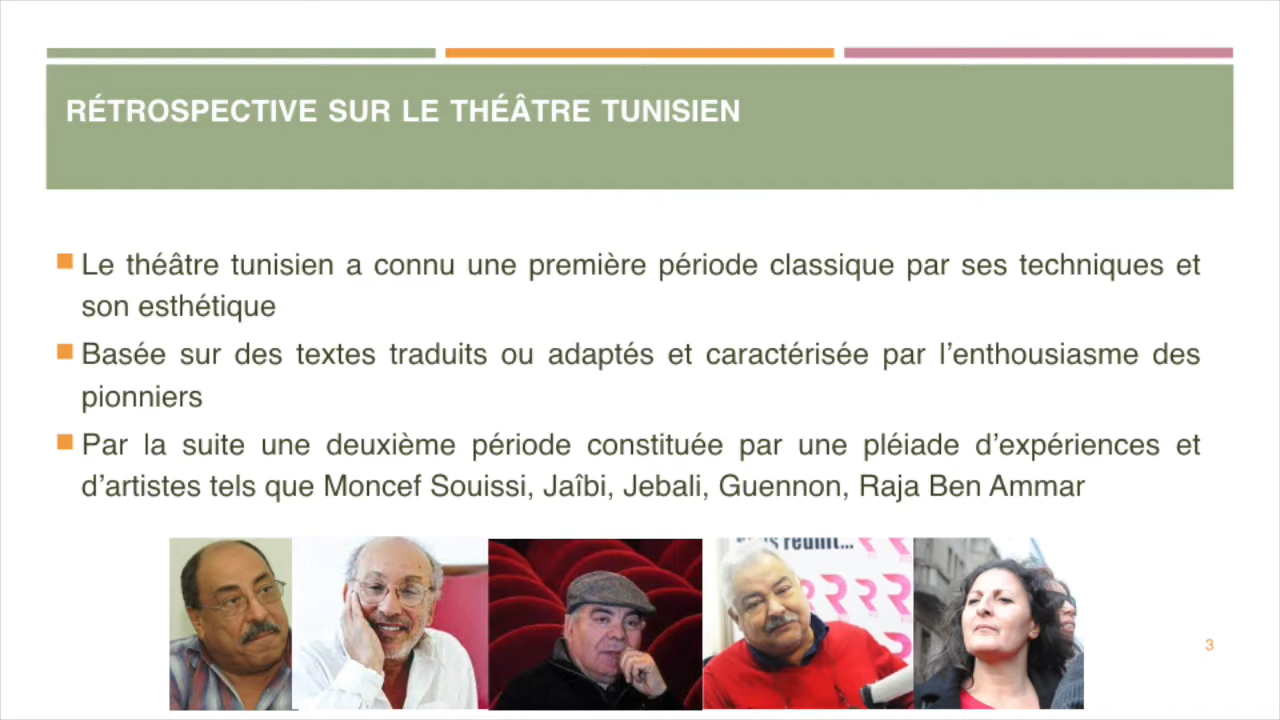 RÉTROSPECTIVE SUR LE THÉÂTRE TUNISIEN
Le théâtre tunisien a connu une première période classique par ses techniques et
son esthétique
Basée sur des textes traduits ou adaptés et caractérisée par l’enthousiasme des
pionniers
Par la suite une deuxième période constituée par une pléiade d’expériences et
d’artistes tels que Moncef Souissi, Jaîbi, Jebali, Guennon, Raja Ben Ammar
réunit...
3